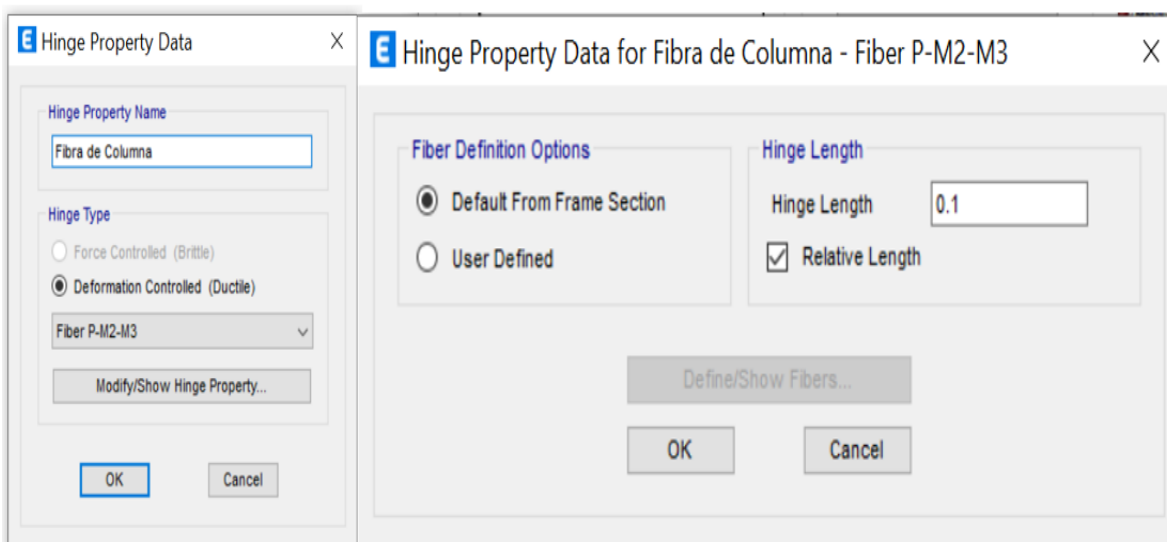 E Hinge Property Data X
Hinge Property Name
Fibra de Columna
Hinge Type
Force Controlled (Brittle)
Deformation Controlled (Ductile)
Fiber P-M2-M3
Modify/Show Hinge Property...
OK Cancel
E Hinge Property Data for Fibra de Columna - Fiber P-M2-M3 X
Fiber Definition Options
Default From Frame Section
User Defined
Hinge Length
Hinge Length 0.1
Relative Length
Define/Show Fibers...
OK Cancel